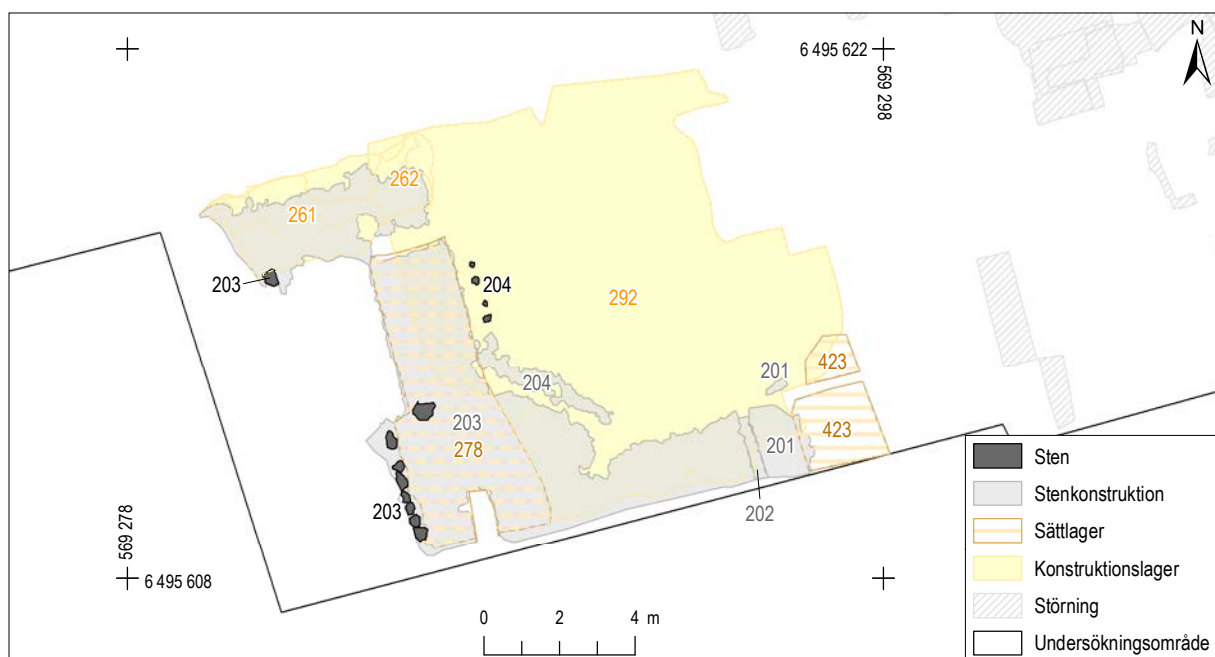 N
6 495 622
569 298
262
261
203
204
292
423
201
204
203
278
423
201
203
202
569 278
6 495 608
0 2 4 m
Sten
Stenkonstruktion
Sättlager
Konstruktionslager
Störning
Undersökningsområde